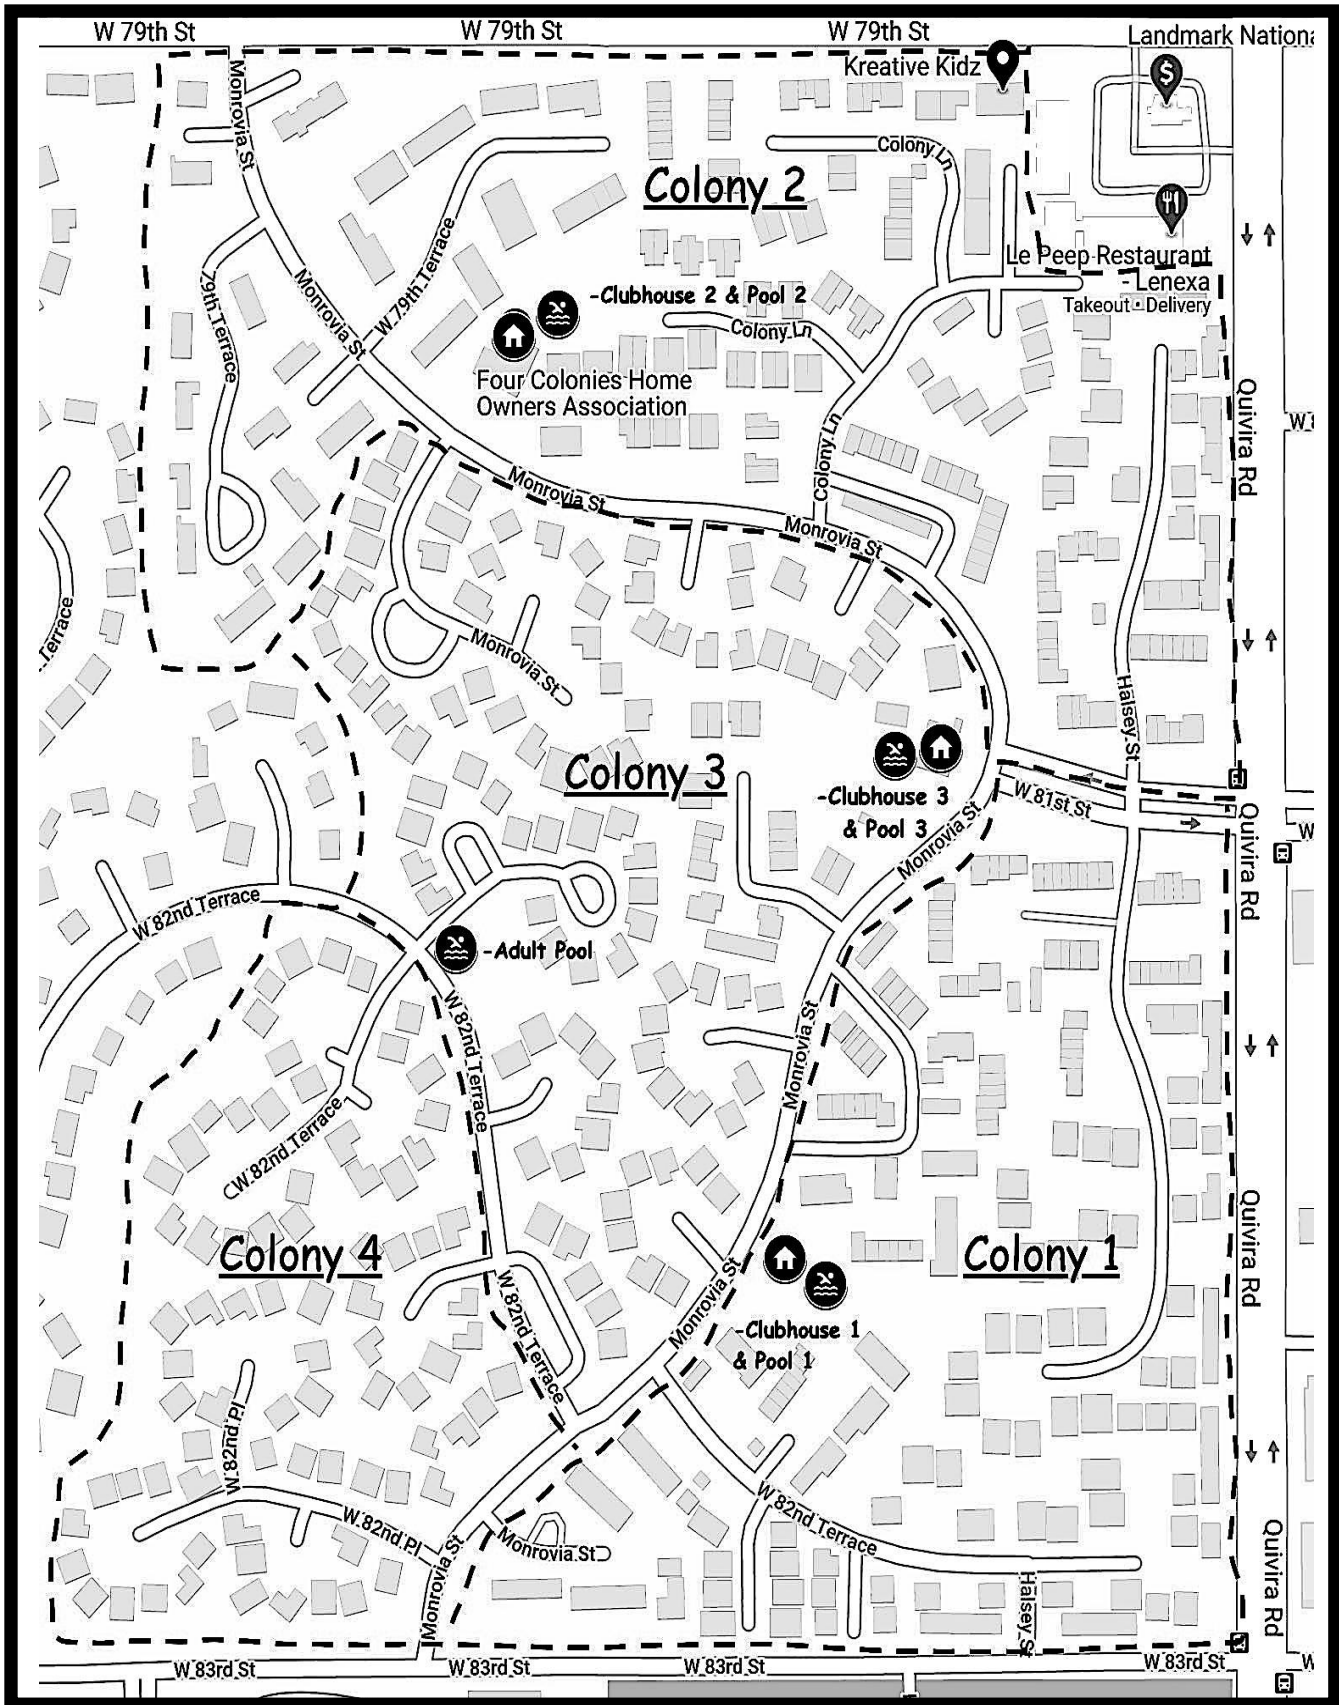 W 79th St
W 79th St
W 79th St
Landmark Nationa
Kreative Kidz
Monrovia St
Colony Ln
Colony 2
W 79th Terrace
79th Terrace
Monrovia St
Le Peep Restaurant
- Lenexa
Takeout • Delivery
-Clubhouse 2 & Pool 2
Colony Ln
Four Colonies Home
Owners Association
Quivira Rd
W 8
Colony Ln
Monrovia St
Monrovia St
Terrace
Monrovia St
Halsey St
Colony 3
-Clubhouse 3
& Pool 3
W 81st St
Monrovia St
Quivira Rd
W
W 82nd Terrace
-Adult Pool
W 82nd Terrace
Monrovia St
W 82nd Terrace
Quivira Rd
Colony 4
Colony 1
W 82nd Terrace
Monrovia St
-Clubhouse 1
& Pool 1
W 82nd Pl
W 82nd Pl
W 82nd Terrace
Monrovia St
Monrovia St
Halsey S
Quivira Rd
W 83rd St
W 83rd St
W 83rd St
W 83rd St
W